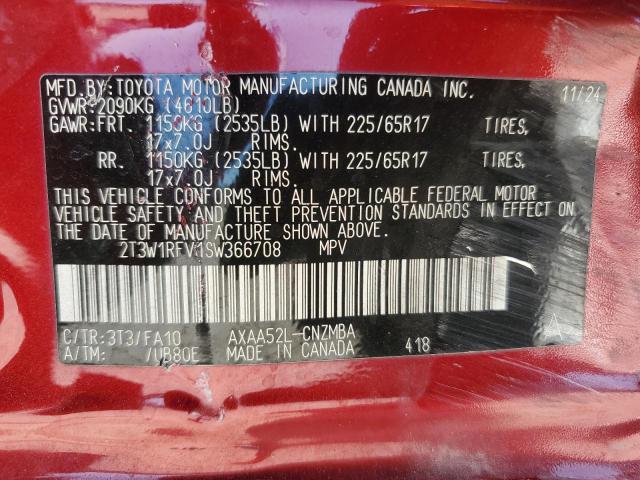 MFD.BY:TOYOTA MOTOR MANUFACTURING CANADA INC. 11/24
GVWR:2090KG (4610LB)
GAWR:FRT. 1150KG (2535LB) WITH 225/65R17 TIRES,
17x7.0J RIMS.
RR. 1150KG (2535LB) WITH 225/65R17 TIRES,
17x7.0J RIMS.
THIS VEHICLE CONFORMS TO ALL APPLICABLE FEDERAL MOTOR
VEHICLE SAFETY AND THEFT PREVENTION STANDARDS IN EFFECT ON
THE DATE OF MANUFACTURE SHOWN ABOVE.
2T3W1RFV1SW366708 MPV
C/TR:3T3/FA10 AXAA52L-CNZMBA
A/TM: /UB80E MADE IN CANADA 418